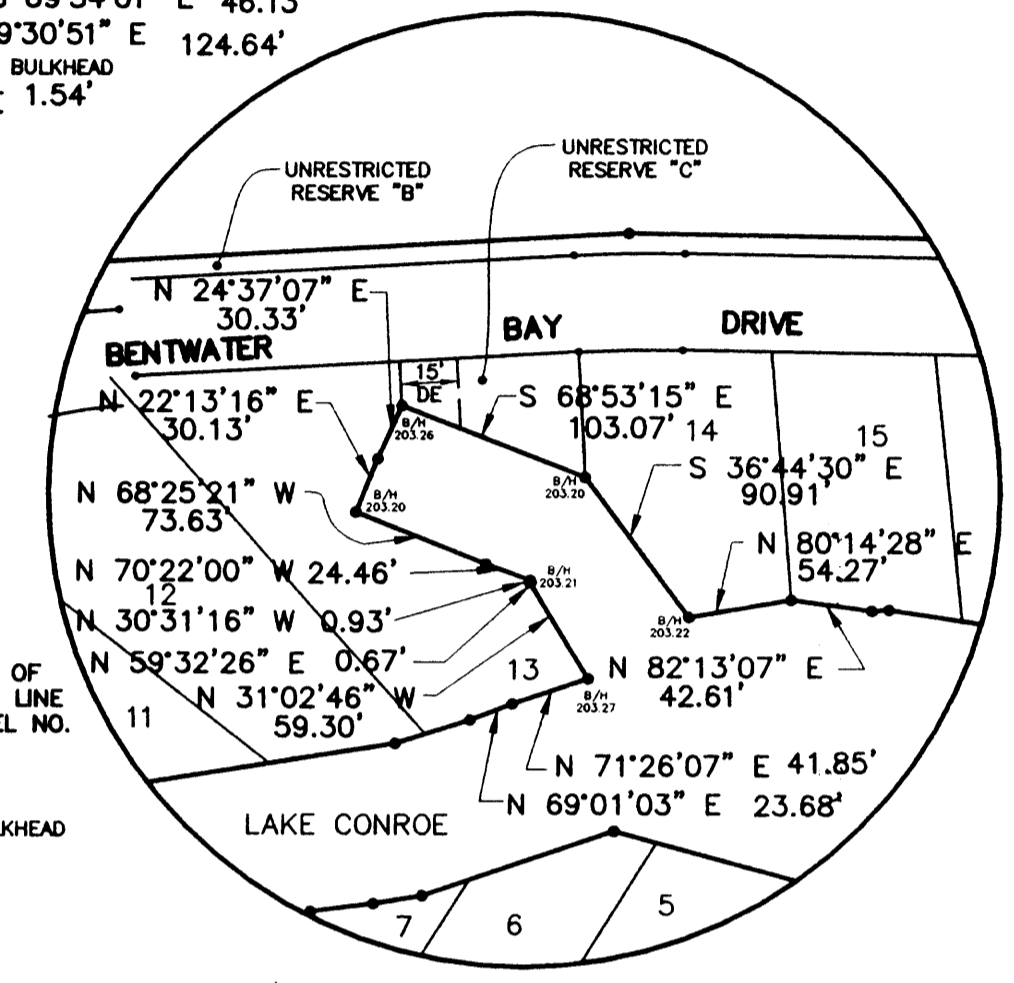 E 46.13'
9°30'51" E 124.64'
BULKHEAD
1.54'
UNRESTRICTED
RESERVE "B"
UNRESTRICTED
RESERVE "C"
N 24°37'07" E
30.33'
BENTWATER BAY DRIVE
15'
DE
N 22°13'16" E
30.13'
B/H
203.26
S 68°53'15" E
103.07'
14
15
S 36°44'30" E
90.91'
N 68°25'21" W
73.63'
B/H
203.20
B/H
203.20
N 80°14'28" E
54.27'
N 70°22'00" W 24.46'
12
B/H
203.21
N 30°31'16" W 0.93'
B/H
203.22
N 59°32'26" E 0.67'
13
N 82°13'07" E
42.61'
OF
LINE
EL NO.
11
N 31°02'46" W
59.30'
B/H
203.27
N 71°26'07" E 41.85'
N 69°01'03" E 23.68'
KHEAD
LAKE CONROE
7
6
5